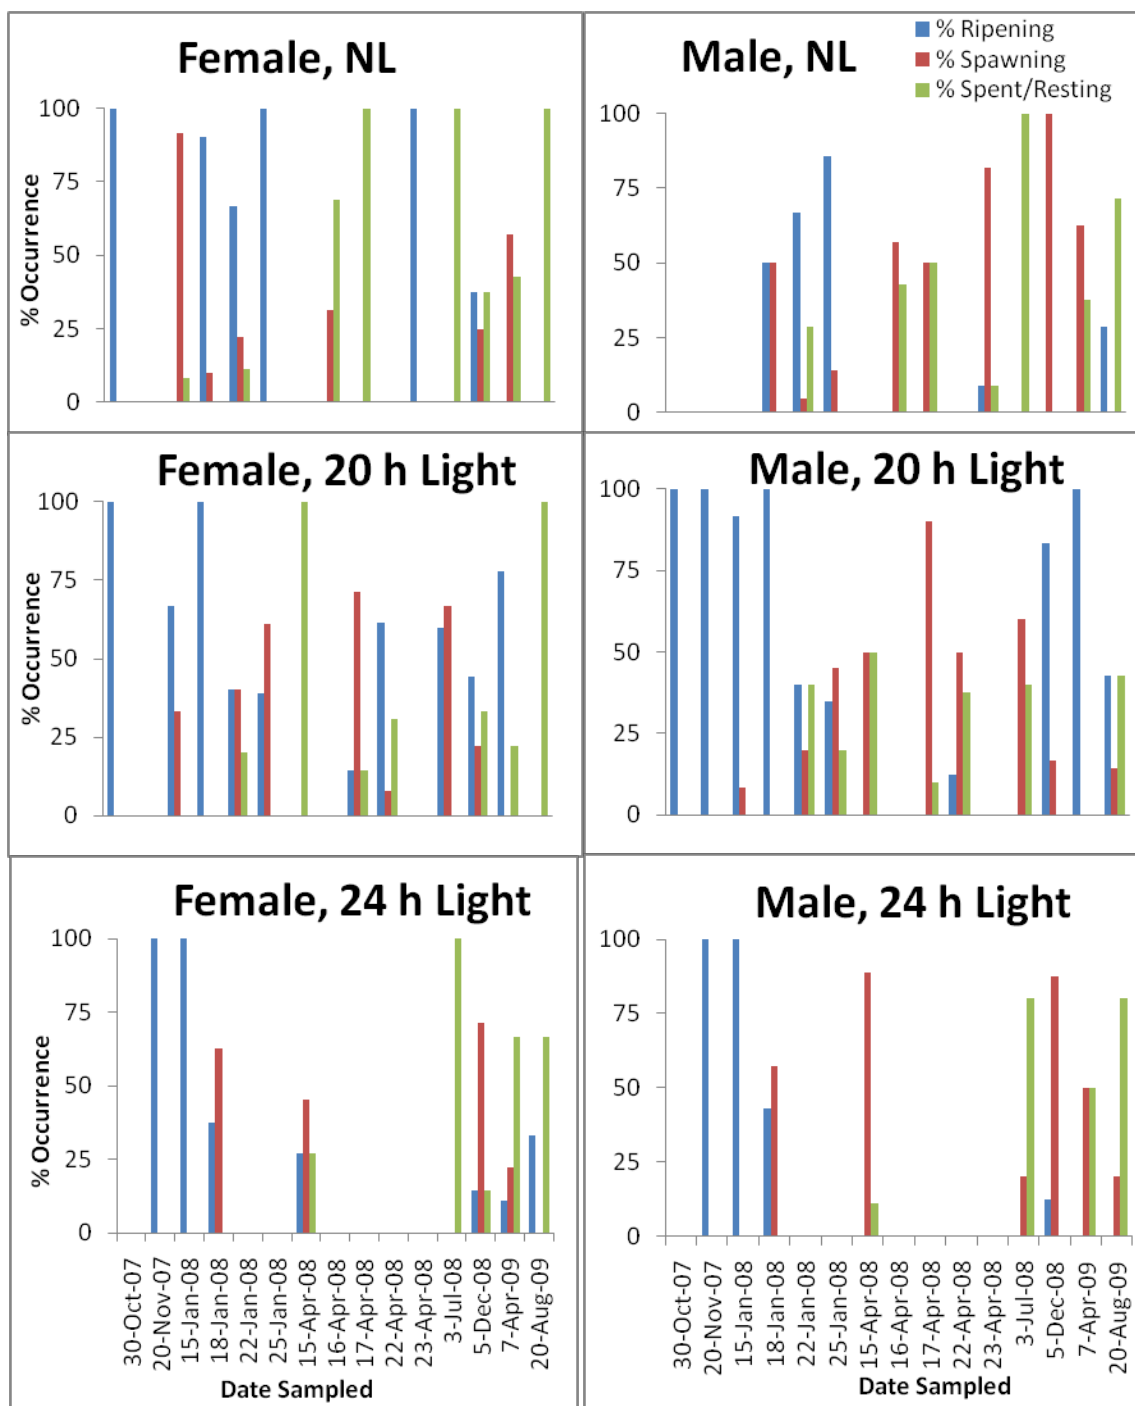 Female, NL
100
75
50
25
0
% Occurrence
Male, NL
% Ripening
% Spawning
% Spent/Resting
100
75
50
25
0
Female, 20 h Light
100
75
50
25
0
% Occurrence
Male, 20 h Light
100
75
50
25
0
Female, 24 h Light
100
75
50
25
0
% Occurrence
30-Oct-07
20-Nov-07
15-Jan-08
18-Jan-08
22-Jan-08
25-Jan-08
15-Apr-08
16-Apr-08
17-Apr-08
22-Apr-08
23-Apr-08
3-Jul-08
5-Dec-08
7-Apr-09
20-Aug-09
Date Sampled
Male, 24 h Light
100
75
50
25
0
30-Oct-07
20-Nov-07
15-Jan-08
18-Jan-08
22-Jan-08
25-Jan-08
15-Apr-08
16-Apr-08
17-Apr-08
22-Apr-08
23-Apr-08
3-Jul-08
5-Dec-08
7-Apr-09
20-Aug-09
Date Sampled